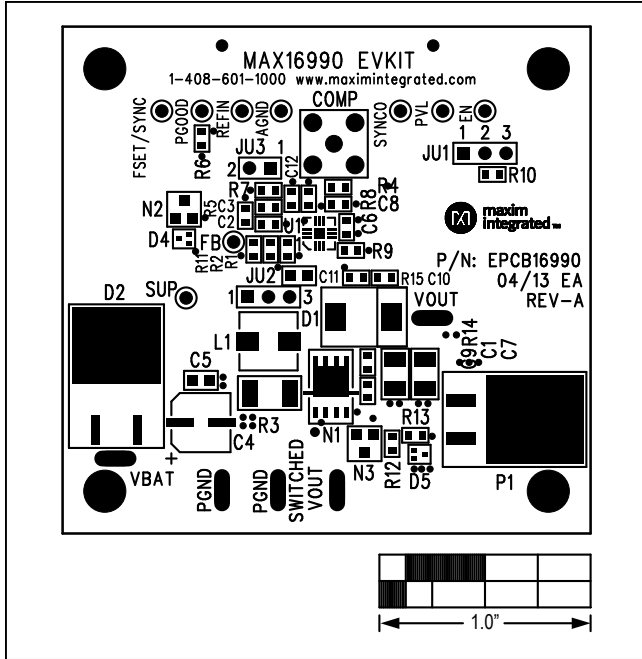 MAX16990 EVKIT
1-408-601-1000 www.maximintegrated.com
COMP
FSET/SYNC
PGOOD
REFIN
AGND
SYNCO
PVL
EN
R6
JU3
2 1
C12
1 2 3
JU1
R10
R7
R4
R8
C8
N2
R5
C3
C2
U1
C6
maxim
integrated™
D4
FB
R11
R2
R1
1
R9
P/N: EPCB16990
04/13 EA
REV-A
JU2
C11
R15
C10
SUP
1 3
D2
D1
VOUT
L1
R14
C9
C1
C7
C5
R3
C4
N1
R13
VBAT
+
N3
R12
D5
P1
PGND
PGND
SWITCHED
VOUT
1.0"